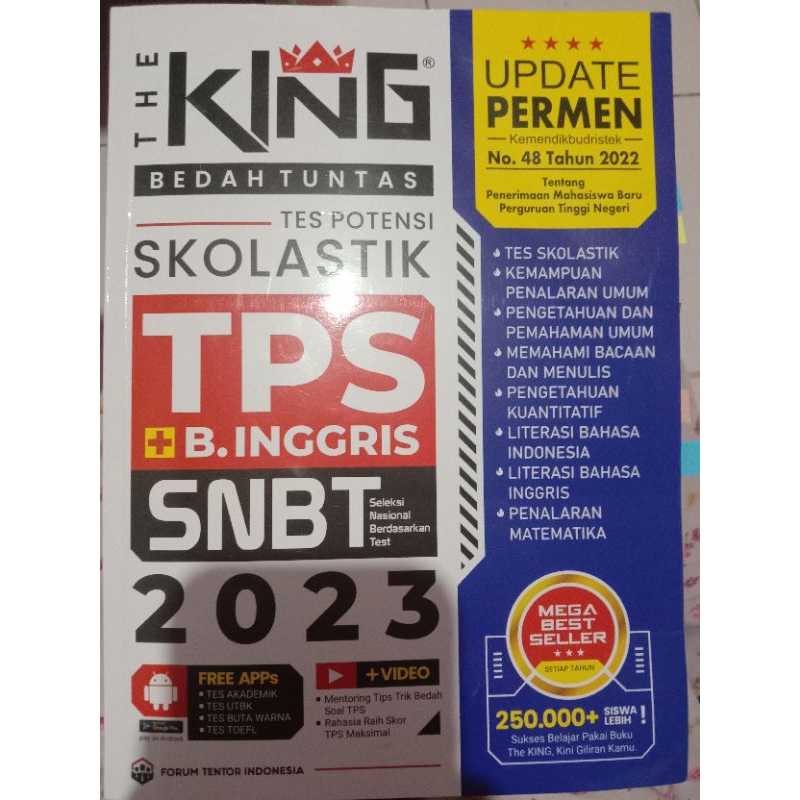 THE
KING®
BEDAH TUNTAS
TES POTENSI
SKOLASTIK
TPS
+ B. INGGRIS
SNBT
Seleksi
Nasional
Berdasarkan
Test
2023
FREE APPs
▪ TES AKADEMIK
▪ TES UTBK
▪ TES BUTA WARNA
▪ TES TOEFL
Google Play
play on Android
+VIDEO
• Mentoring Tips Trik Bedah
Soal TPS
• Rahasia Raih Skor
TPS Maksimal
FORUM TENTOR INDONESIA
UPDATE
PERMEN
Kemendikbudristek
No. 48 Tahun 2022
Tentang
Penerimaan Mahasiswa Baru
Perguruan Tinggi Negeri
TES SKOLASTIK
KEMAMPUAN
PENALARAN UMUM
PENGETAHUAN DAN
PEMAHAMAN UMUM
MEMAHAMI BACAAN
DAN MENULIS
PENGETAHUAN
KUANTITATIF
LITERASI BAHASA
INDONESIA
LITERASI BAHASA
INGGRIS
PENALARAN
MATEMATIKA
MEGA
BEST
SELLER
SETIAP TAHUN
250.000+ SISWA LEBIH !
Sukses Belajar Pakai Buku
The KING, Kini Giliran Kamu.